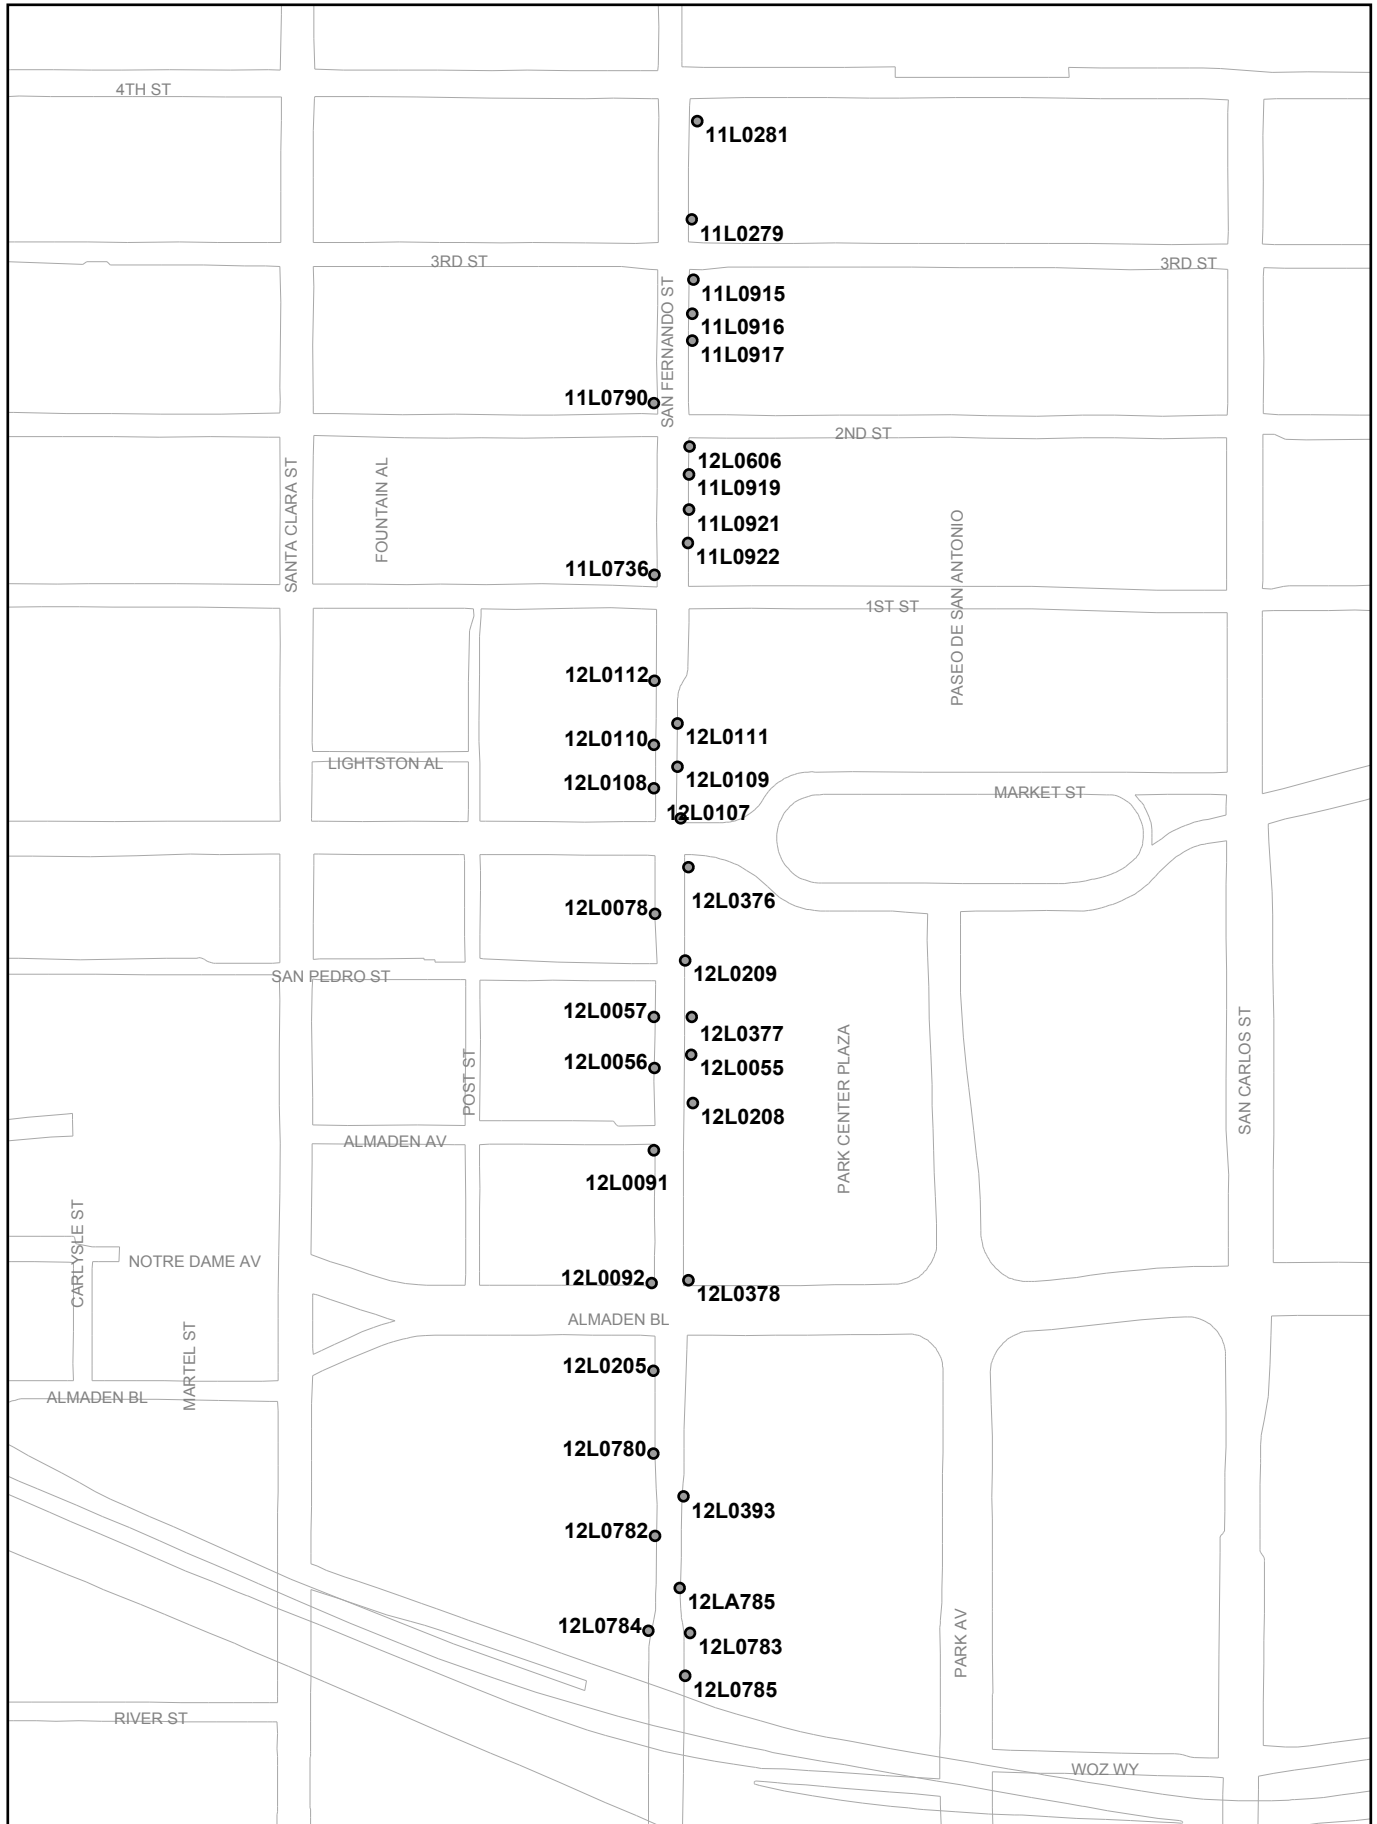 4TH ST
11L0281
11L0279
3RD ST
3RD ST
SAN FERNANDO ST
11L0915
11L0916
11L0917
11L0790
2ND ST
SANTA CLARA ST
FOUNTAIN AL
12L0606
11L0919
11L0921
11L0922
PASEO DE SAN ANTONIO
11L0736
1ST ST
12L0112
12L0111
12L0110
LIGHTSTON AL
12L0109
12L0108
MARKET ST
12L0107
12L0376
12L0078
SAN PEDRO ST
12L0209
12L0057
12L0377
12L0056
12L0055
POST ST
PARK CENTER PLAZA
SAN CARLOS ST
12L0208
ALMADEN AV
12L0091
CARLYSLE ST
NOTRE DAME AV
12L0092
12L0378
ALMADEN BL
MARTEL ST
12L0205
ALMADEN BL
12L0780
12L0393
12L0782
12LA785
12L0784
12L0783
PARK AV
12L0785
RIVER ST
WOZ WY